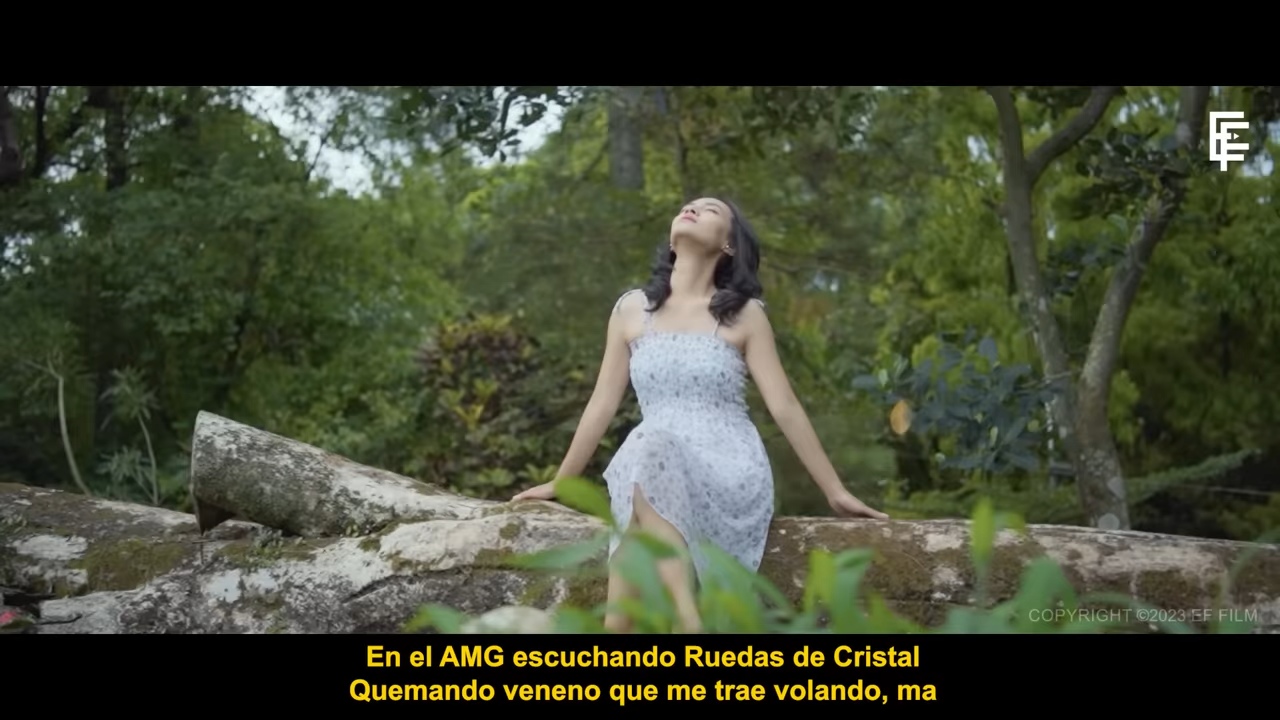 COPYRIGHT ©2023 EF FILM
En el AMG escuchando Ruedas de Cristal
Quemando veneno que me trae volando, ma